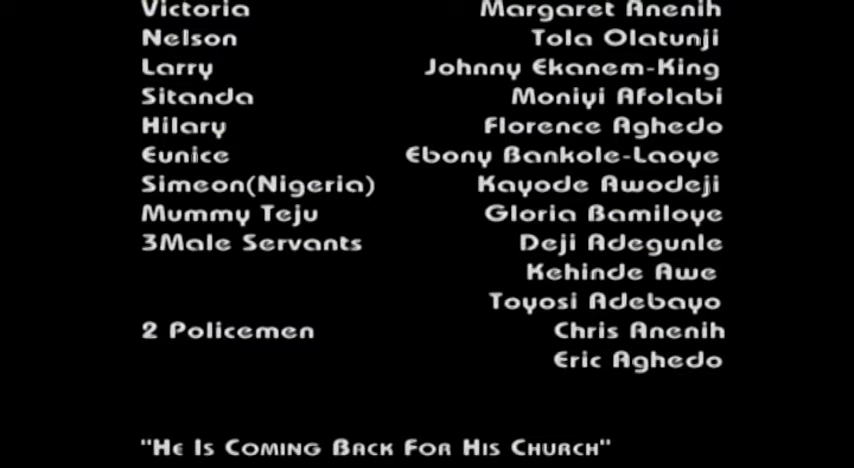 Victoria Margaret Anenih
Nelson Tola Olatunji
Larry Johnny Ekanem-King
Sitanda Moniyi Afolabi
Hilary Florence Aghedo
Eunice Ebony Bankole-Laoye
Simeon(Nigeria) Kayode Awodeji
Mummy Teju Gloria Bamiloye
3Male Servants Deji Adegunle
Kehinde Awe
Toyosi Adebayo
2 Policemen Chris Anenih
Eric Aghedo
"He Is Coming Back For His Church"